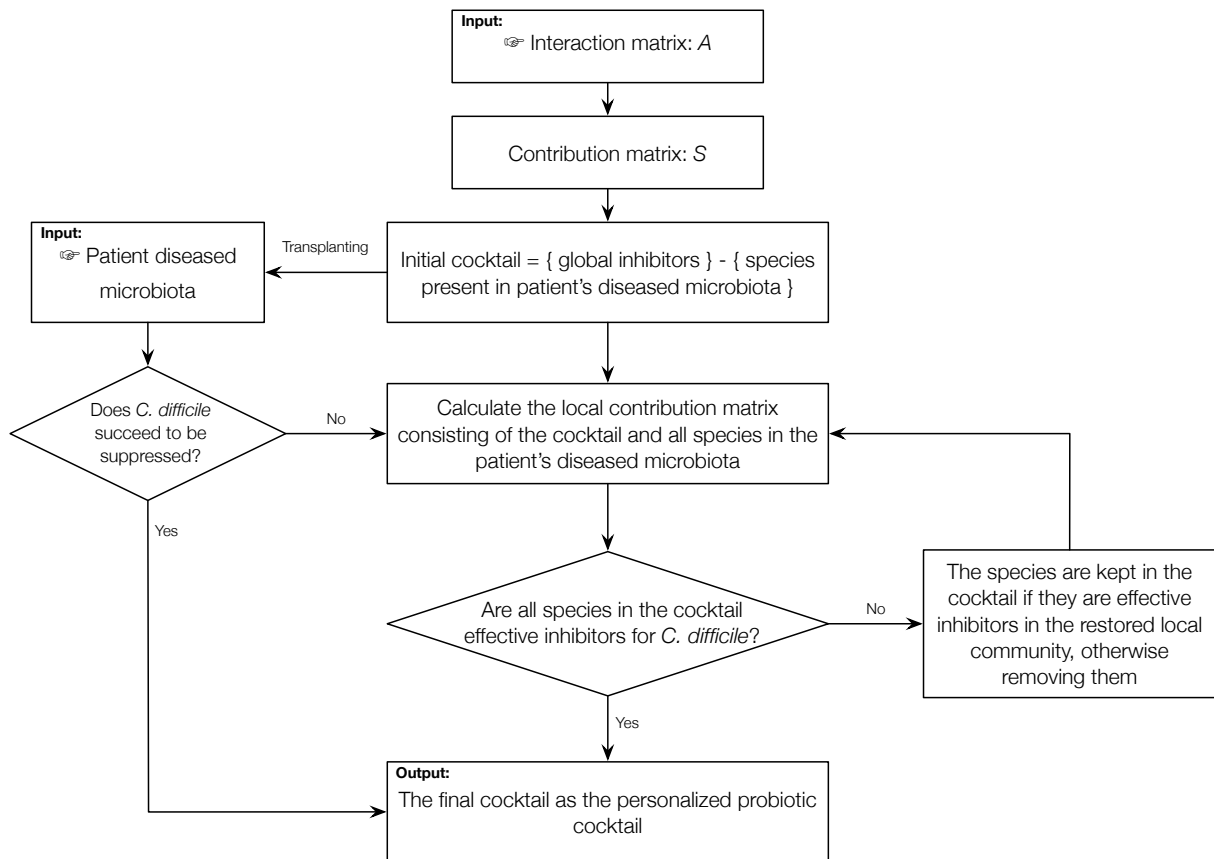 Input:
☞ Interaction matrix: A
Contribution matrix: S
Input:
☞ Patient diseased
microbiota
Transplanting
Initial cocktail = { global inhibitors } - { species
present in patient’s diseased microbiota }
Does C. difficile
succeed to be
suppressed?
No
Calculate the local contribution matrix
consisting of the cocktail and all species in the
patient’s diseased microbiota
Yes
Are all species in the cocktail
effective inhibitors for C. difficile?
No
The species are kept in the
cocktail if they are effective
inhibitors in the restored local
community, otherwise
removing them
Yes
Output:
The final cocktail as the personalized probiotic
cocktail